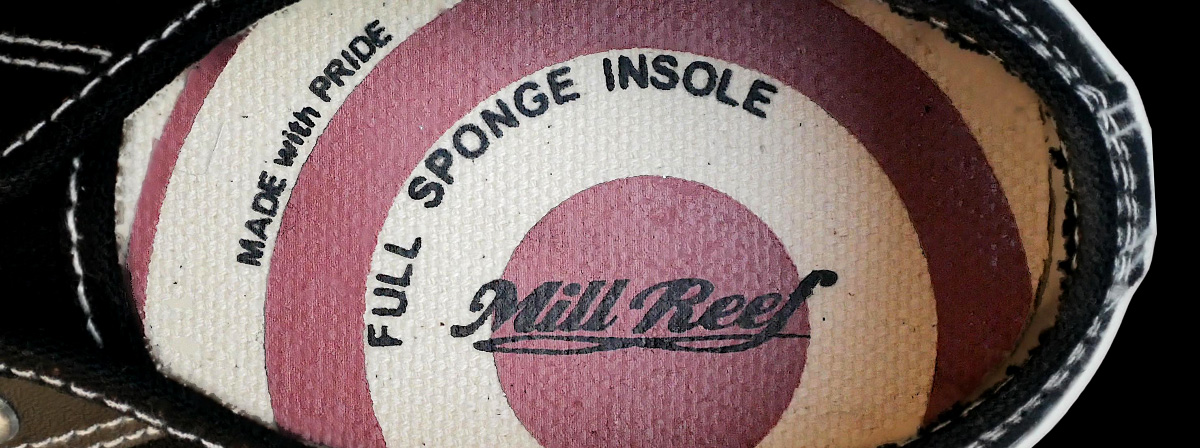 MADE with PRIDE
FULL SPONGE INSOLE
Mill Reef